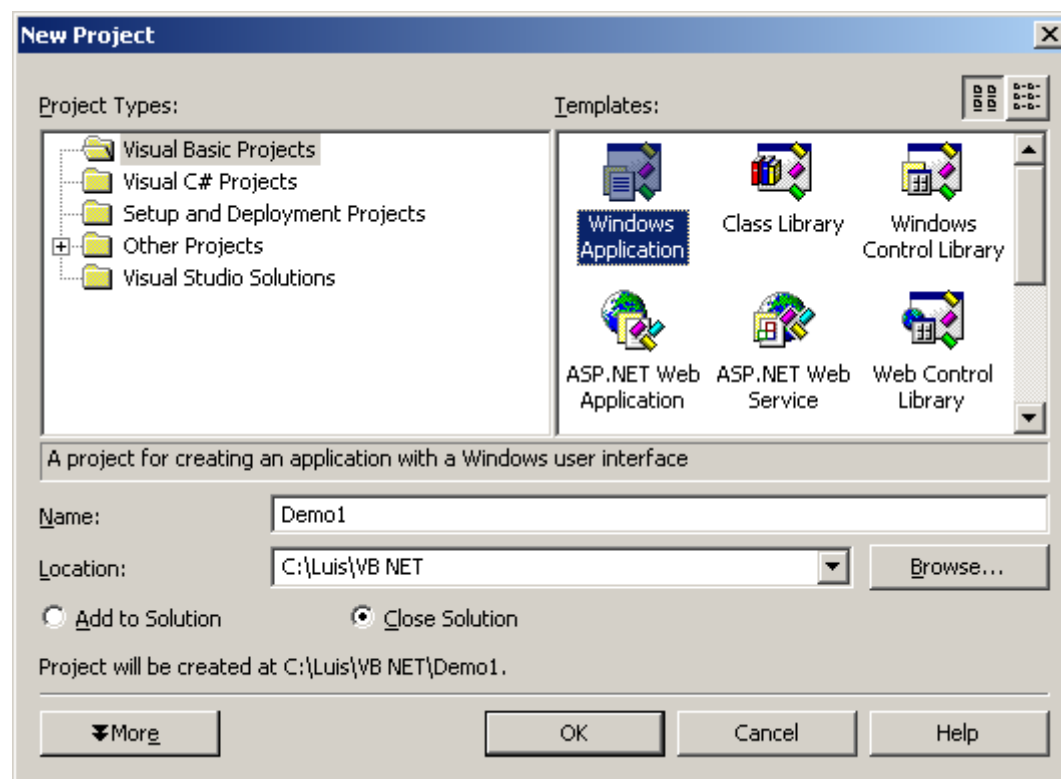 New Project
Project Types:
Templates:
Visual Basic Projects
Visual C# Projects
Setup and Deployment Projects
Other Projects
Visual Studio Solutions
Windows
Application
Class Library
Windows
Control Library
ASP.NET Web
Application
ASP.NET Web
Service
Web Control
Library
A project for creating an application with a Windows user interface
Name:
Demo1
Location:
C:\Luis\VB NET
Browse...
Add to Solution
Close Solution
Project will be created at C:\Luis\VB NET\Demo1.
More
OK
Cancel
Help